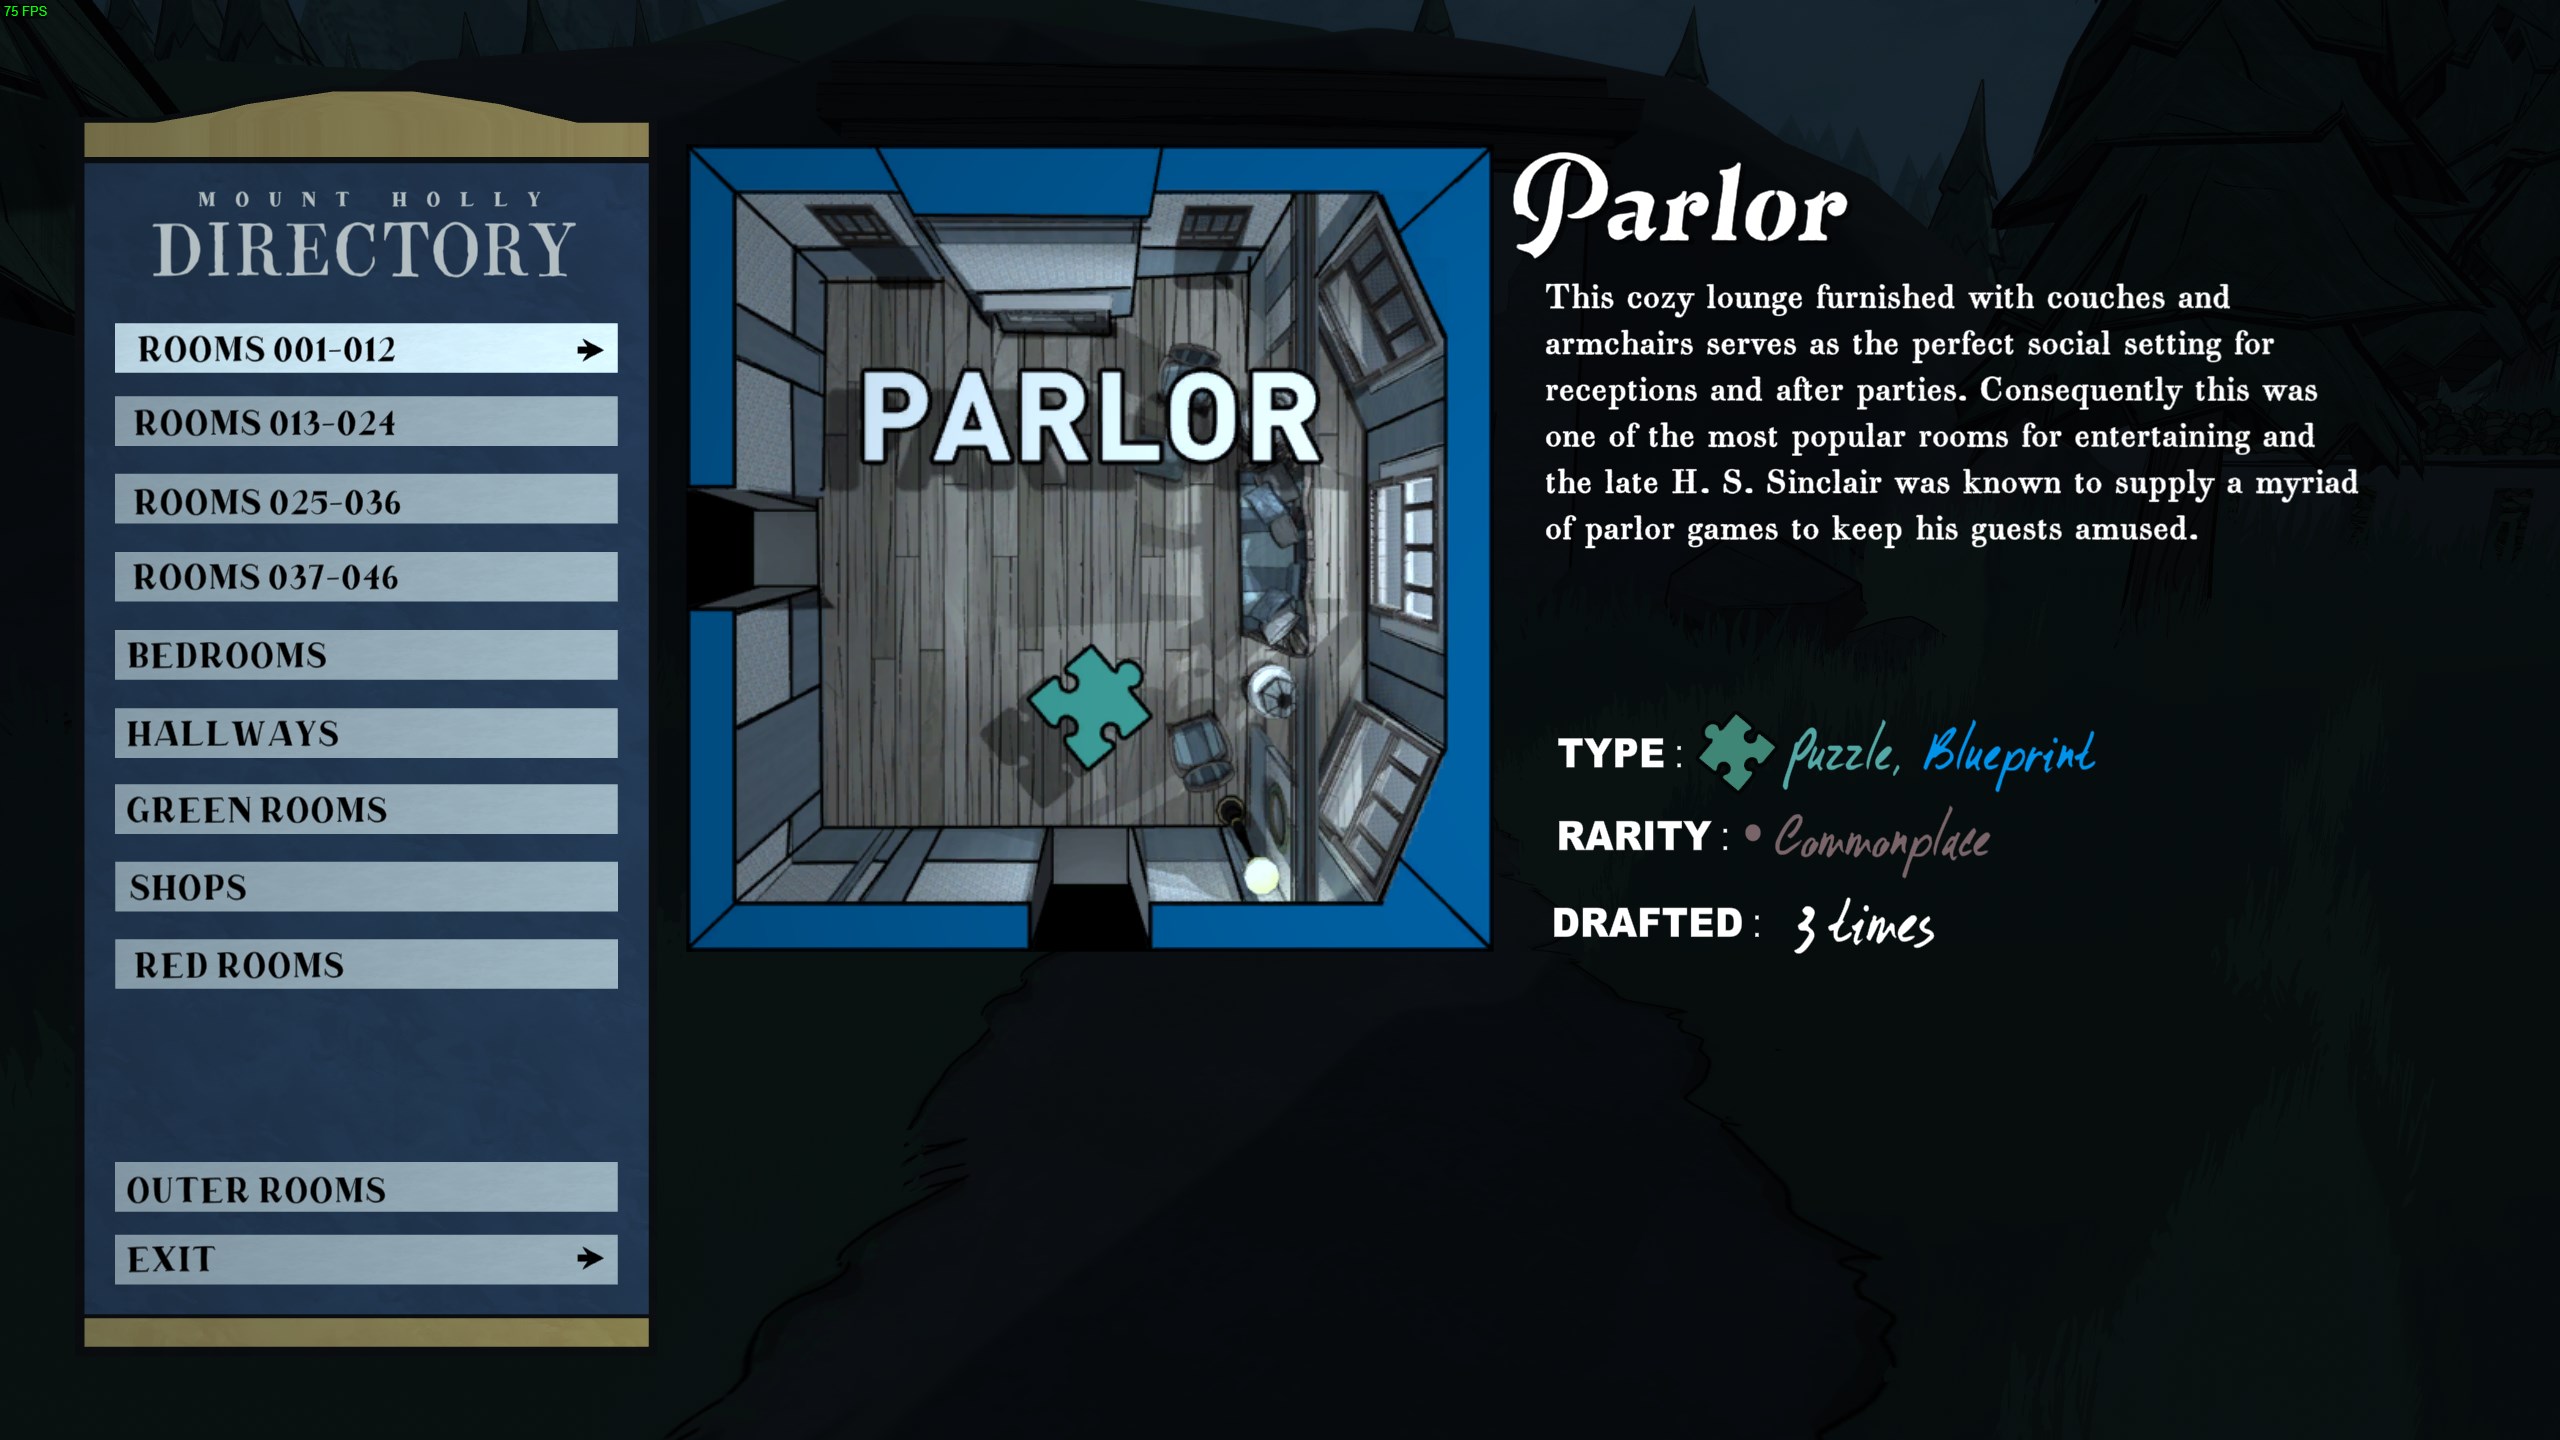 75 FPS
MOUNT HOLLY
DIRECTORY
ROOMS 001-012
ROOMS 013-024
ROOMS 025-036
ROOMS 037-046
BEDROOMS
HALLWAYS
GREEN ROOMS
SHOPS
RED ROOMS
OUTER ROOMS
EXIT
PARLOR
Parlor
This cozy lounge furnished with couches and
armchairs serves as the perfect social setting for
receptions and after parties. Consequently this was
one of the most popular rooms for entertaining and
the late H. S. Sinclair was known to supply a myriad
of parlor games to keep his guests amused.
TYPE : Puzzle, Blueprint
RARITY : • Commonplace
DRAFTED : 3 times